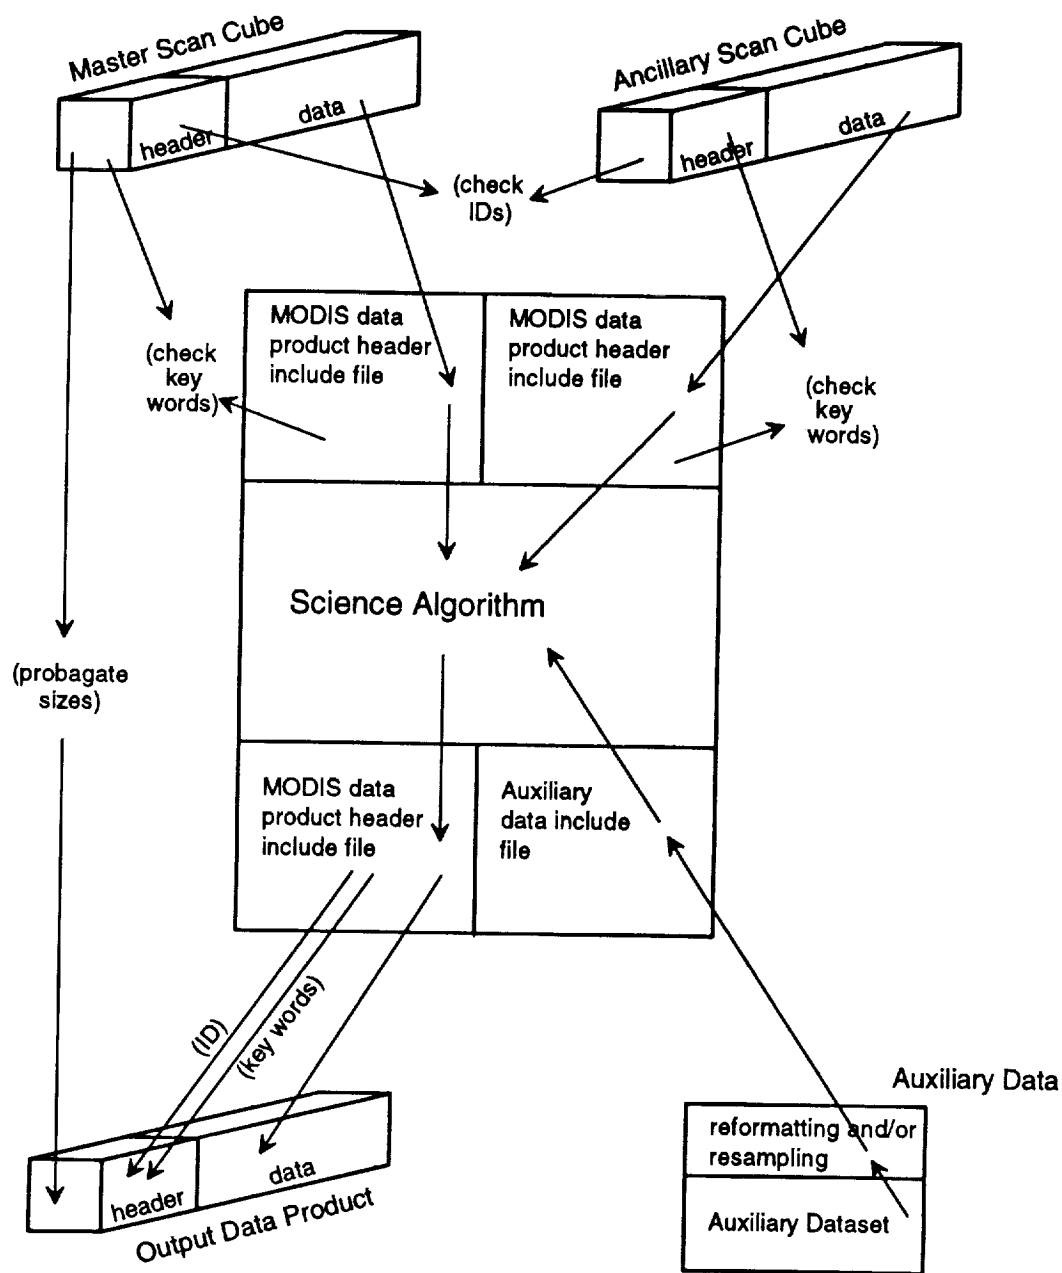 Master Scan Cube
Ancillary Scan Cube
header
data
header
data
(check
IDs)
MODIS data
product header
include file
MODIS data
product header
include file
(check
key
words)
(check
key
words)
Science Algorithm
(probagate
sizes)
MODIS data
product header
include file
Auxiliary
data include
file
(ID)
(key words)
Auxiliary Data
header
data
Output Data Product
reformatting and/or
resampling
Auxiliary Dataset